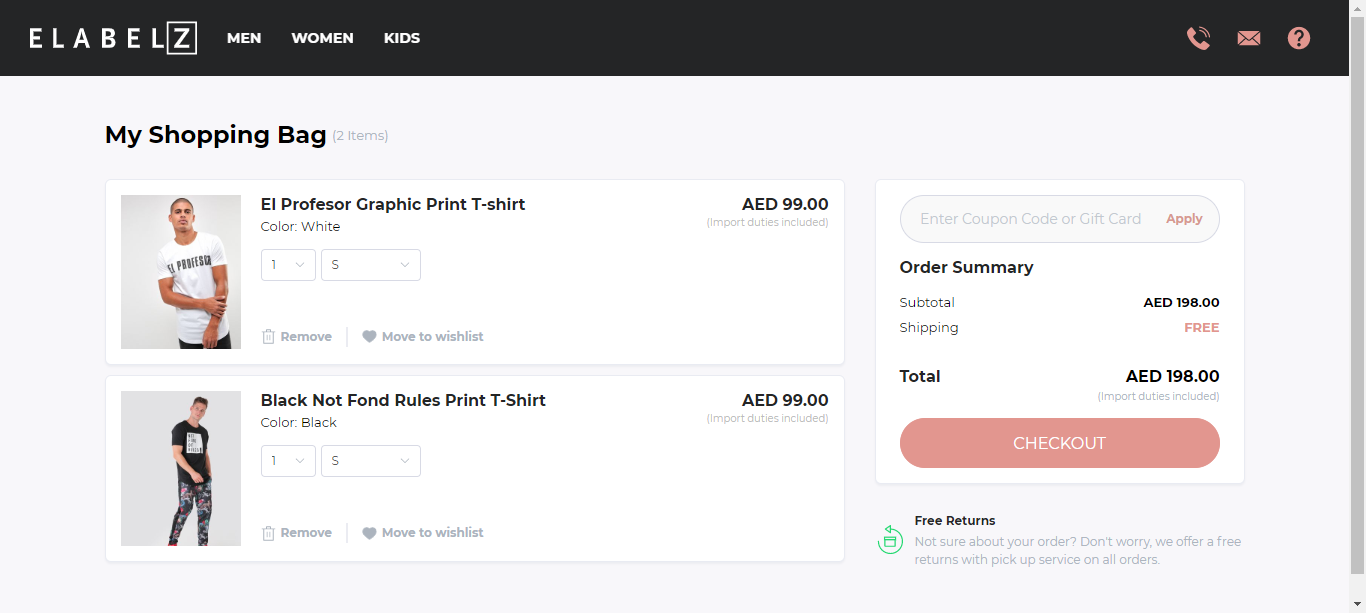 ELABELZ MEN WOMEN KIDS
My Shopping Bag (2 Items)
El Profesor Graphic Print T-shirt
Color: White
1 S
Remove Move to wishlist
AED 99.00
(Import duties included)
EL PROFESOR
Black Not Fond Rules Print T-Shirt
Color: Black
1 S
Remove Move to wishlist
AED 99.00
(Import duties included)
Enter Coupon Code or Gift Card Apply
Order Summary
Subtotal AED 198.00
Shipping FREE
Total AED 198.00
(Import duties included)
CHECKOUT
Free Returns
Not sure about your order? Don't worry, we offer a free
returns with pick up service on all orders.